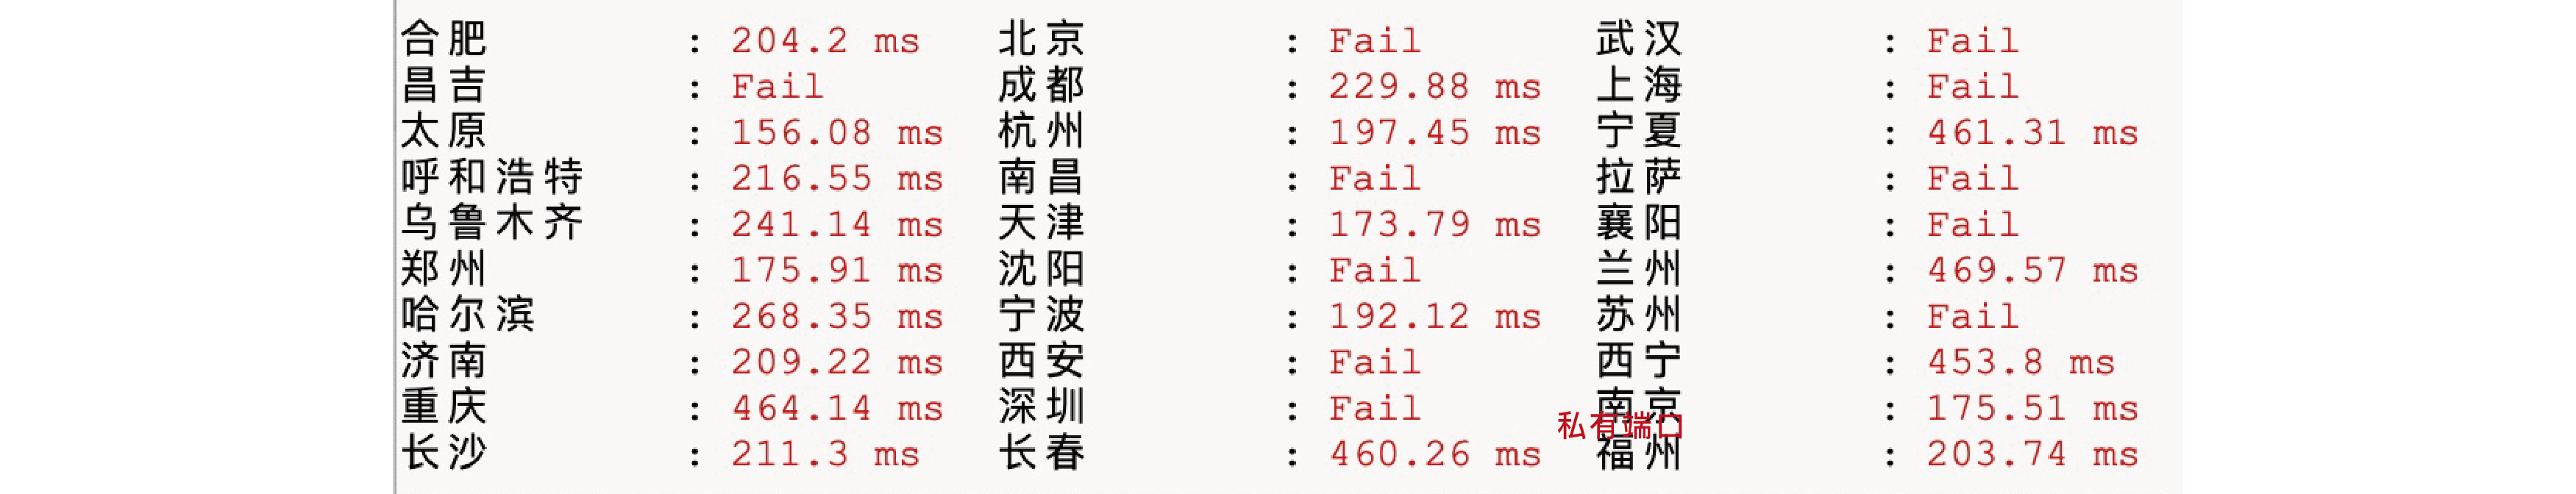 合肥 : 204.2 ms 北京 : Fail 武汉 : Fail
昌吉 : Fail 成都 : 229.88 ms 上海 : Fail
太原 : 156.08 ms 杭州 : 197.45 ms 宁夏 : 461.31 ms
呼和浩特 : 216.55 ms 南昌 : Fail 拉萨 : Fail
乌鲁木齐 : 241.14 ms 天津 : 173.79 ms 襄阳 : Fail
郑州 : 175.91 ms 沈阳 : Fail 兰州 : 469.57 ms
哈尔滨 : 268.35 ms 宁波 : 192.12 ms 苏州 : Fail
济南 : 209.22 ms 西安 : Fail 西宁 : 453.8 ms
重庆 : 464.14 ms 深圳 : Fail 南京 : 175.51 ms
私有端口
长沙 : 211.3 ms 长春 : 460.26 ms 福州 : 203.74 ms